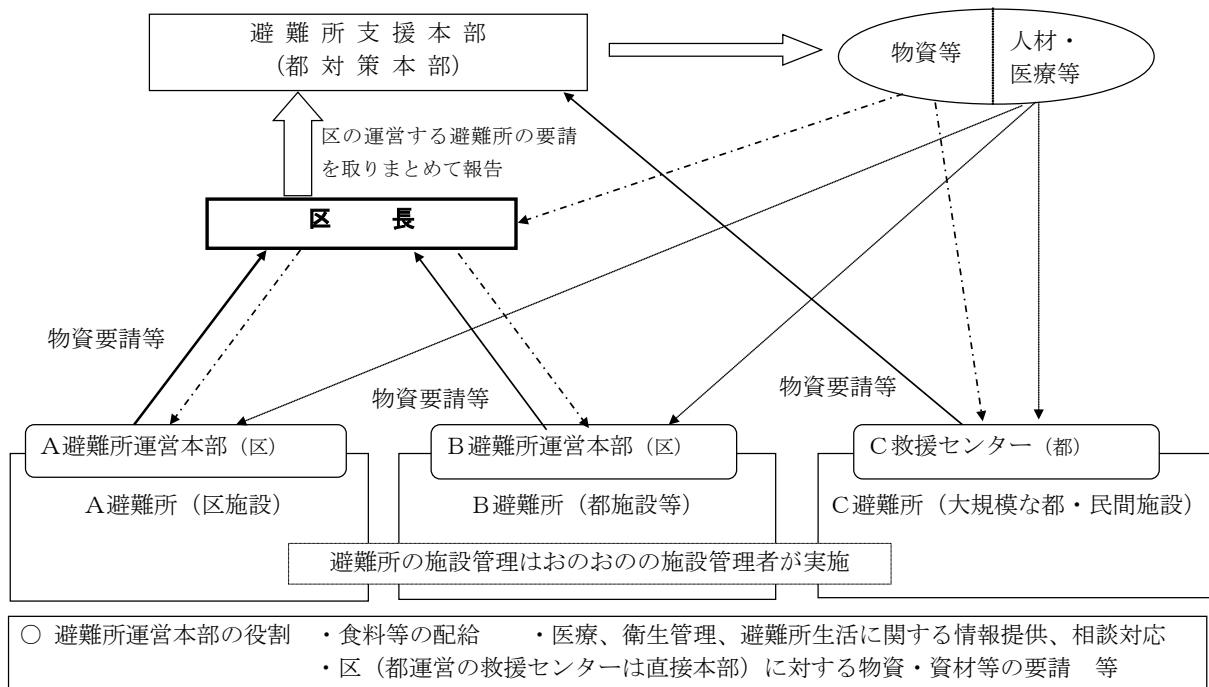 避 難 所 支 援 本 部
（都 対 策 本 部）
物資等
人材・
医療等
区の運営する避難所の要請
を取りまとめて報告
区　　長
物資要請等
物資要請等
物資要請等
Ａ避難所運営本部（区）
Ｂ避難所運営本部（区）
Ｃ救援センター（都）
Ａ避難所（区施設）
Ｂ避難所（都施設等）
Ｃ避難所（大規模な都・民間施設）
避難所の施設管理はおのおのの施設管理者が実施
○ 避難所運営本部の役割　・食料等の配給　　・医療、衛生管理、避難所生活に関する情報提供、相談対応
・区（都運営の救援センターは直接本部）に対する物資・資材等の要請　等